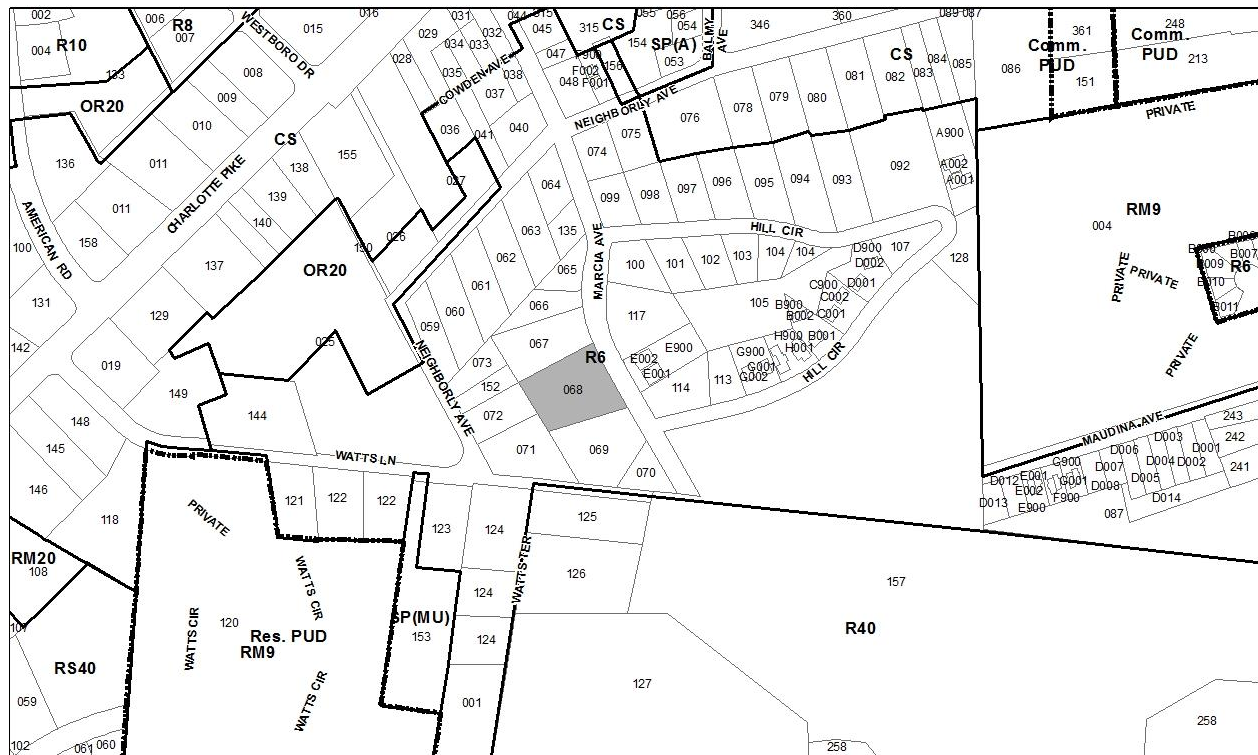 002
R8
006
007
004
R10
133
OR20
WESTBORO DR
015
016
008
009
010
011
CS
138
139
140
CHARLOTTE PIKE
136
011
158
100
AMERICAN RD
131
142
137
129
019
149
148
145
146
118
144
OR20
025
150
026
155
028
029
031
034
033
032
035
044
038
037
COWDEN AVE
036
041
040
027
045
047
048
315
CS
F002
F001
156
154
055
056
054
053
SP(A)
BALMY AVE
NEIGHBORLY AVE
346
360
CS
081
082
083
084
085
086
361
Comm. PUD
151
248
Comm. PUD
213
PRIVATE
074
075
076
078
079
080
A900
A002
A001
092
093
094
095
096
097
098
099
064
063
135
062
065
061
060
059
066
067
MARCIA AVE
HILL CIR
100
101
102
103
104
104
D900
D002
107
128
105
C900
C002
D001
B900
B002
C001
117
H900
B001
H001
HILL CIR
R6
E900
E002
E001
G900
G001
G002
113
114
073
152
072
068
071
069
070
NEIGHBORLY AVE
WATTS LN
RM9
004
PRIVATE
PRIVATE
PRIVATE
R6
B007
B010
B011
MAUDINA AVE
243
242
241
D003
D001
D006
D004
D002
D007
D005
G900
G001
D008
E001
E002
F900
E900
D012
D013
D014
087
121
122
122
123
124
125
126
124
124
WATTS TER
PRIVATE
WATTS CIR
WATTS CIR
WATTS CIR
120
Res. PUD
RM9
SP(MU)
153
001
RM20
108
RS40
059
102
061
060
157
R40
127
258
258